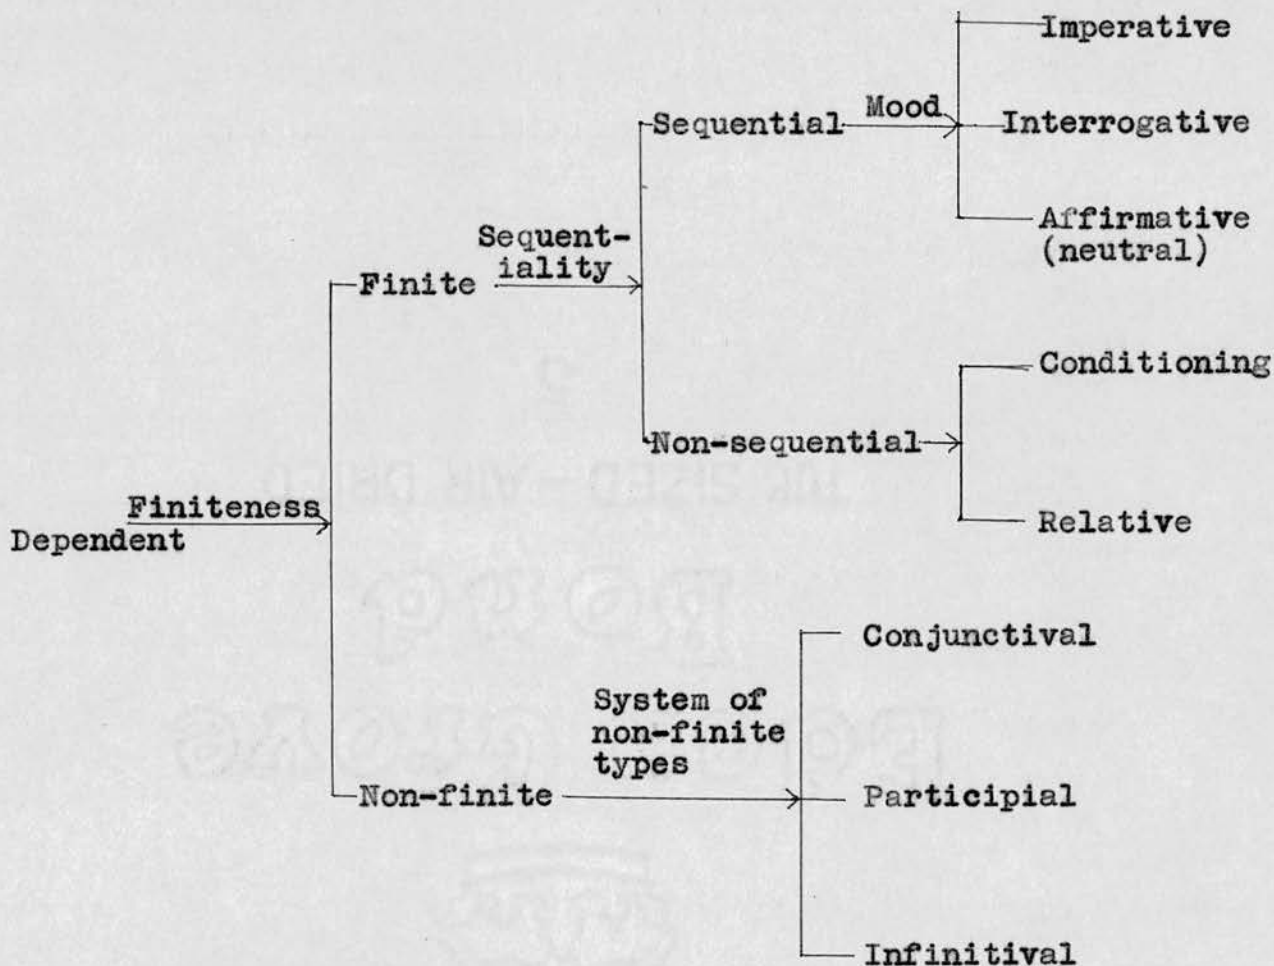 Imperative
Sequential
Mood
Interrogative
Affirmative
(neutral)
Sequent-
iality
Finite
Conditioning
Non-sequential
Relative
Finiteness
Dependent
Conjunctival
System of
non-finite
types
Non-finite
Participial
Infinitival